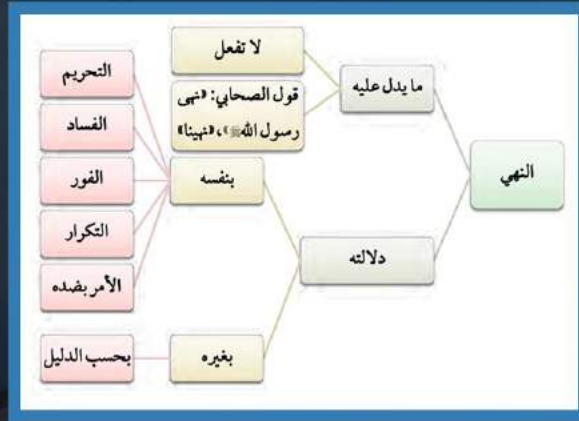 النهي
ما يدل عليه
لا تفعل
قول الصحابي: «نهى
رسول الله ﷺ»، «نهينا»
دلالته
بنفسه
التحريم
الفساد
الفور
التكرار
الأمر بضده
بغيره
بحسب الدليل